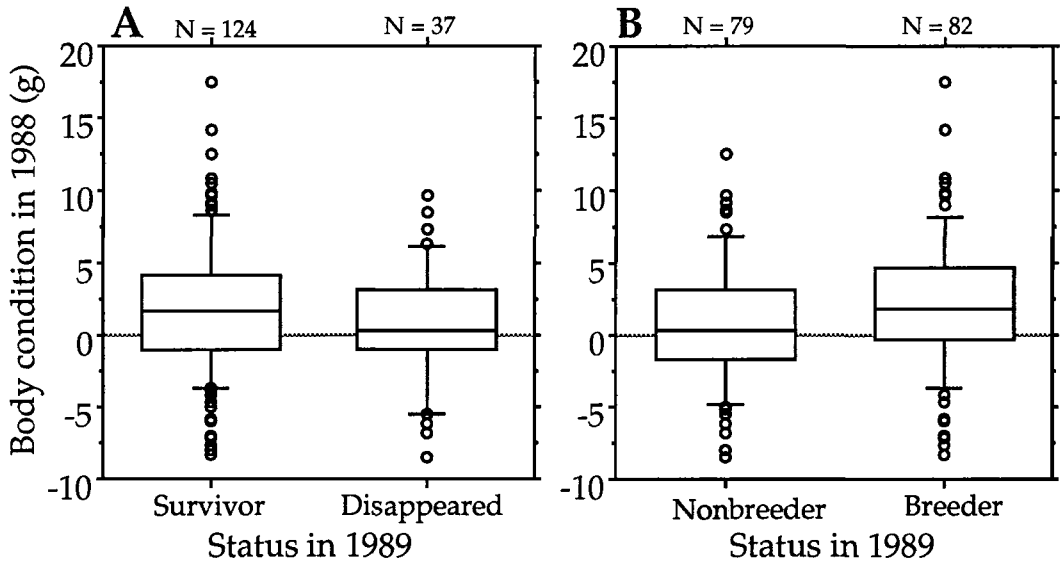 A N = 124 N = 37
B N = 79 N = 82
Body condition in 1988 (g)
20
15
10
5
0
-5
-10
20
15
10
5
0
-5
-10
Survivor Disappeared
Nonbreeder Breeder
Status in 1989
Status in 1989